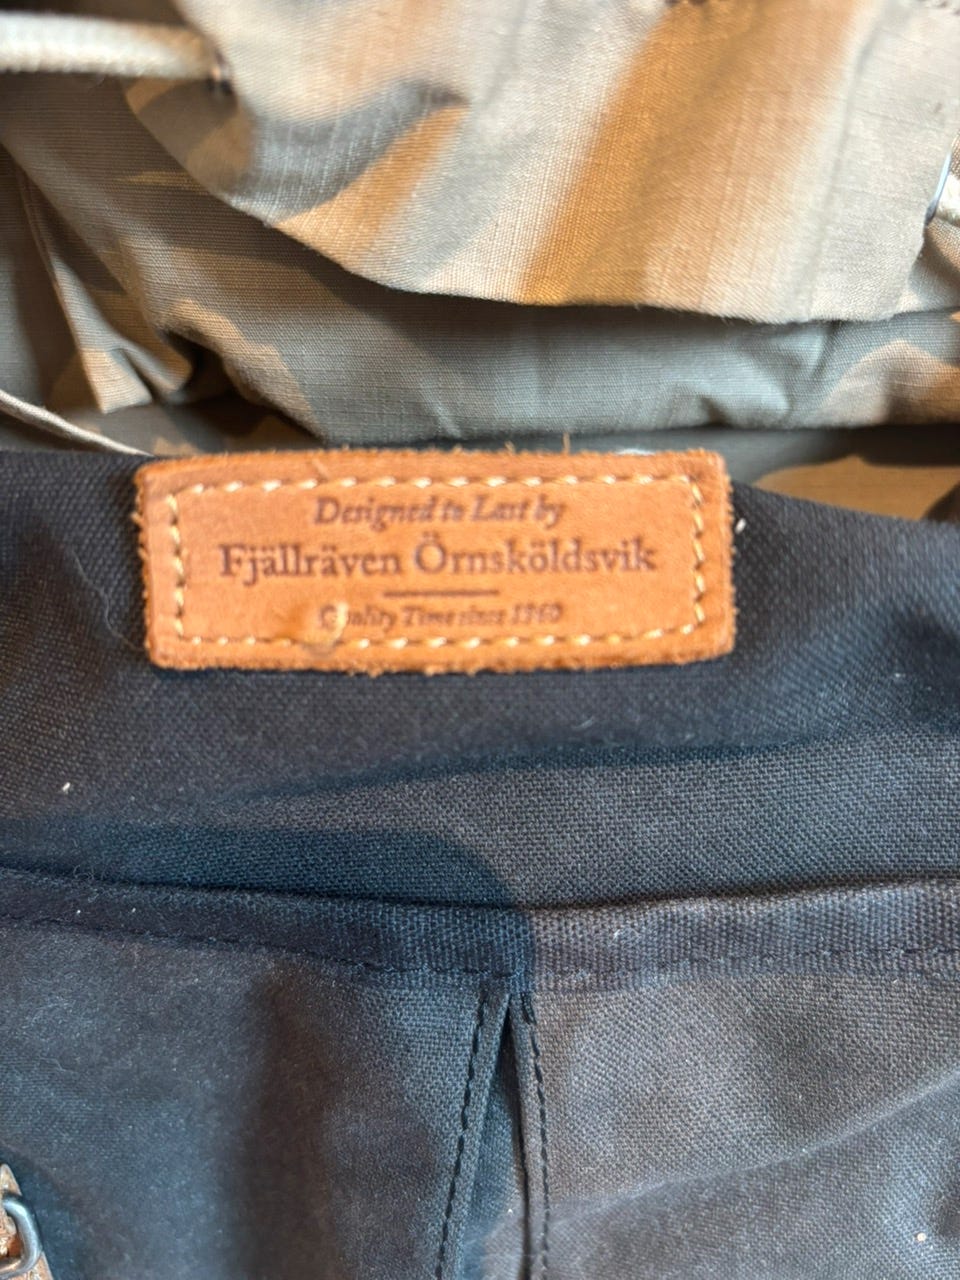 Designed to Last by
Fjällräven Örnsköldsvik
Quality Time since 1960